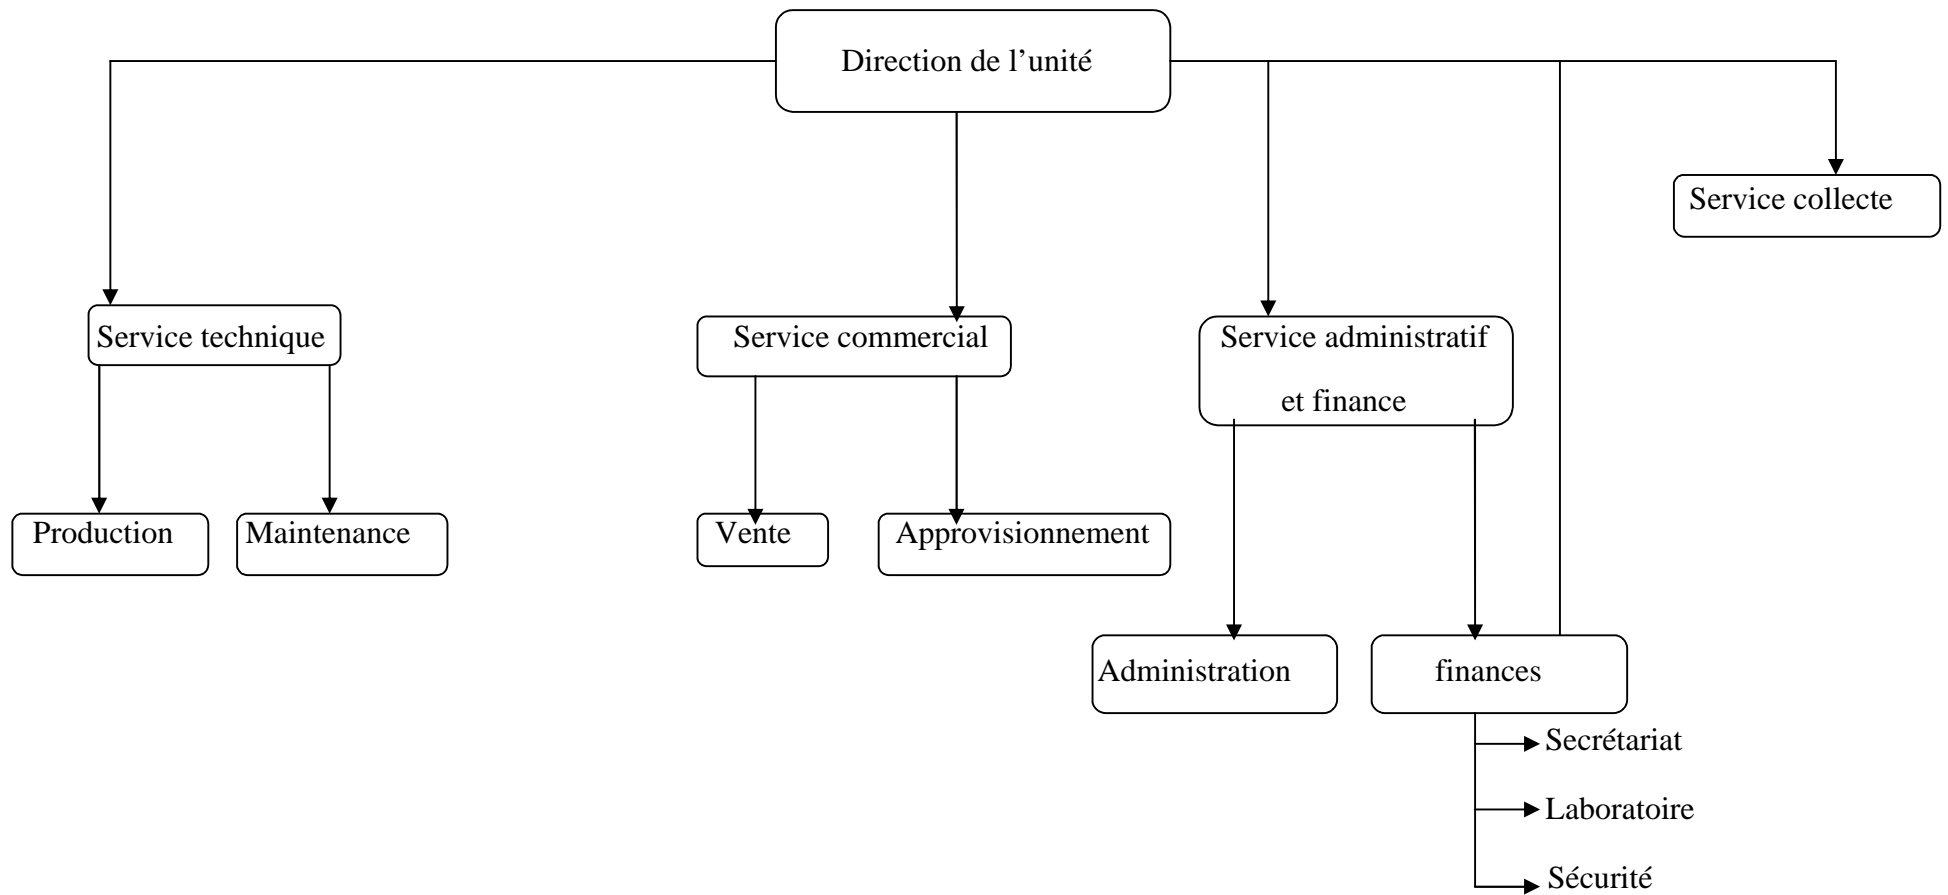 Direction de l’unité
Service collecte
Service technique
Service commercial
Service administratif
et finance
Production
Maintenance
Vente
Approvisionnement
Administration
finances
Secrétariat
Laboratoire
Sécurité